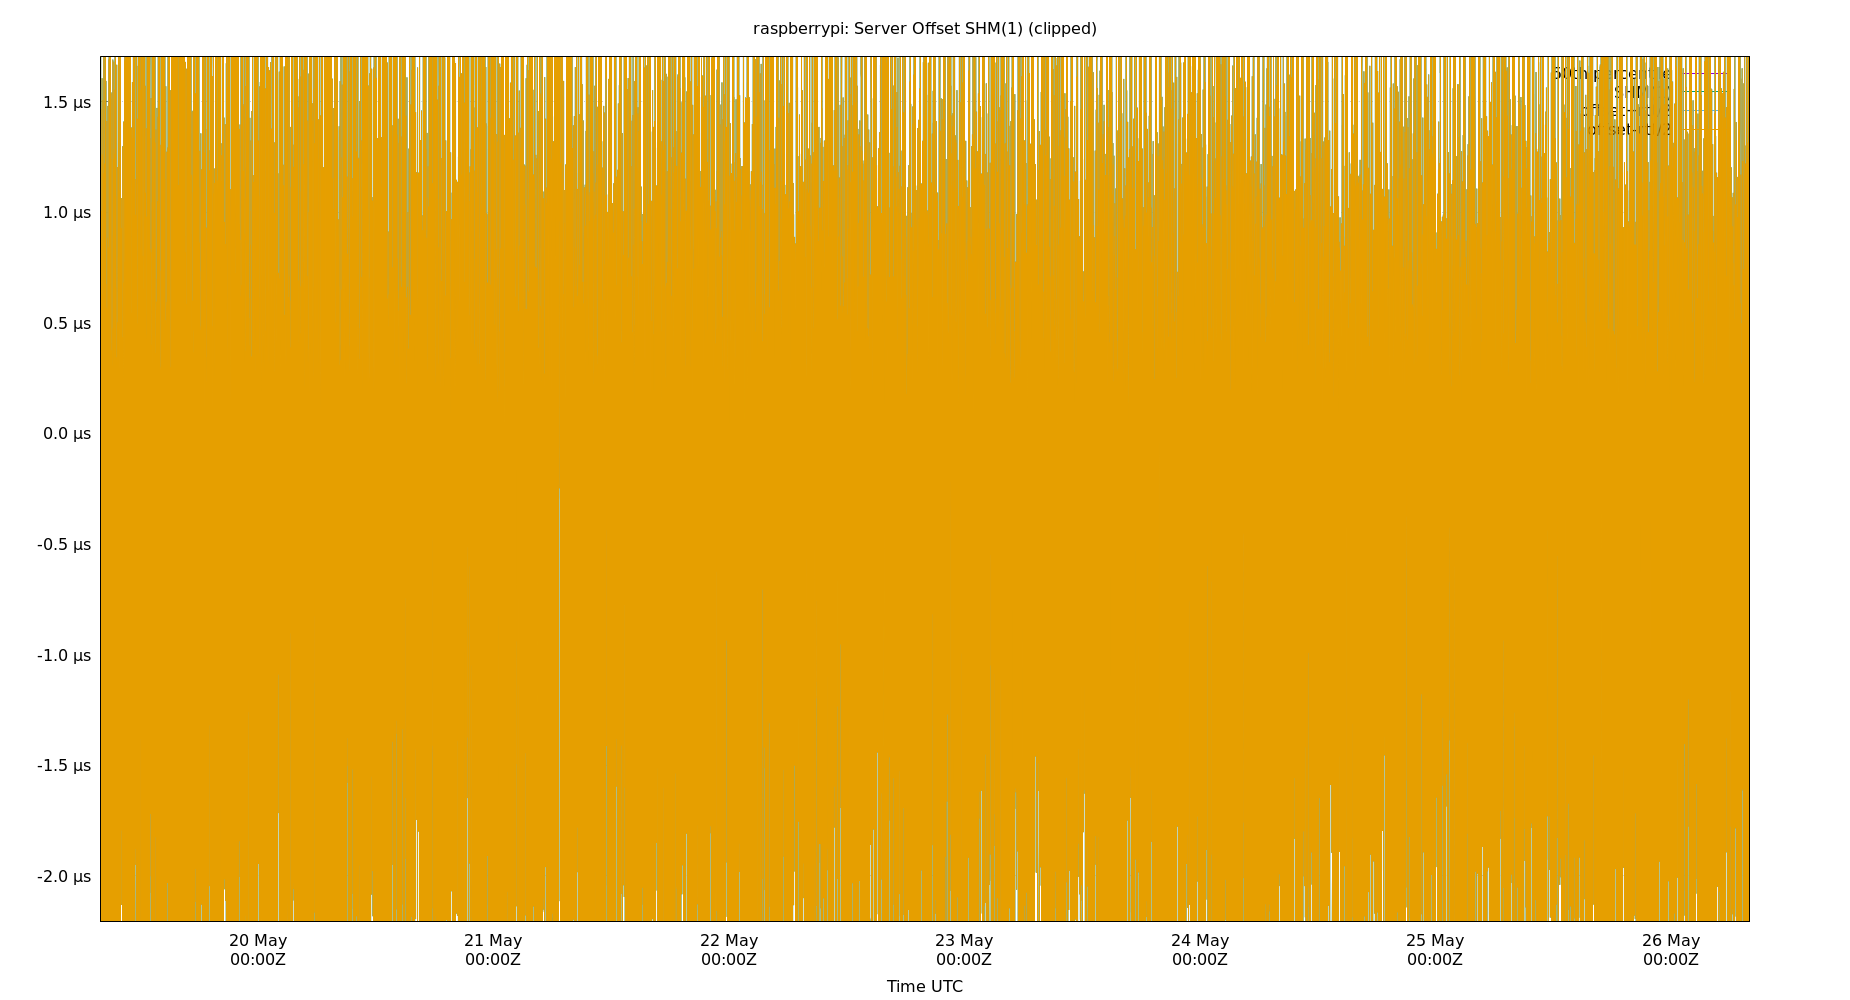 raspberrypi: Server Offset SHM(1) (clipped)
1.5 µs
1.0 µs
0.5 µs
0.0 µs
-0.5 µs
-1.0 µs
-1.5 µs
-2.0 µs
50th percentile
20 May
00:00Z
21 May
00:00Z
22 May
00:00Z
23 May
00:00Z
24 May
00:00Z
25 May
00:00Z
26 May
00:00Z
Time UTC